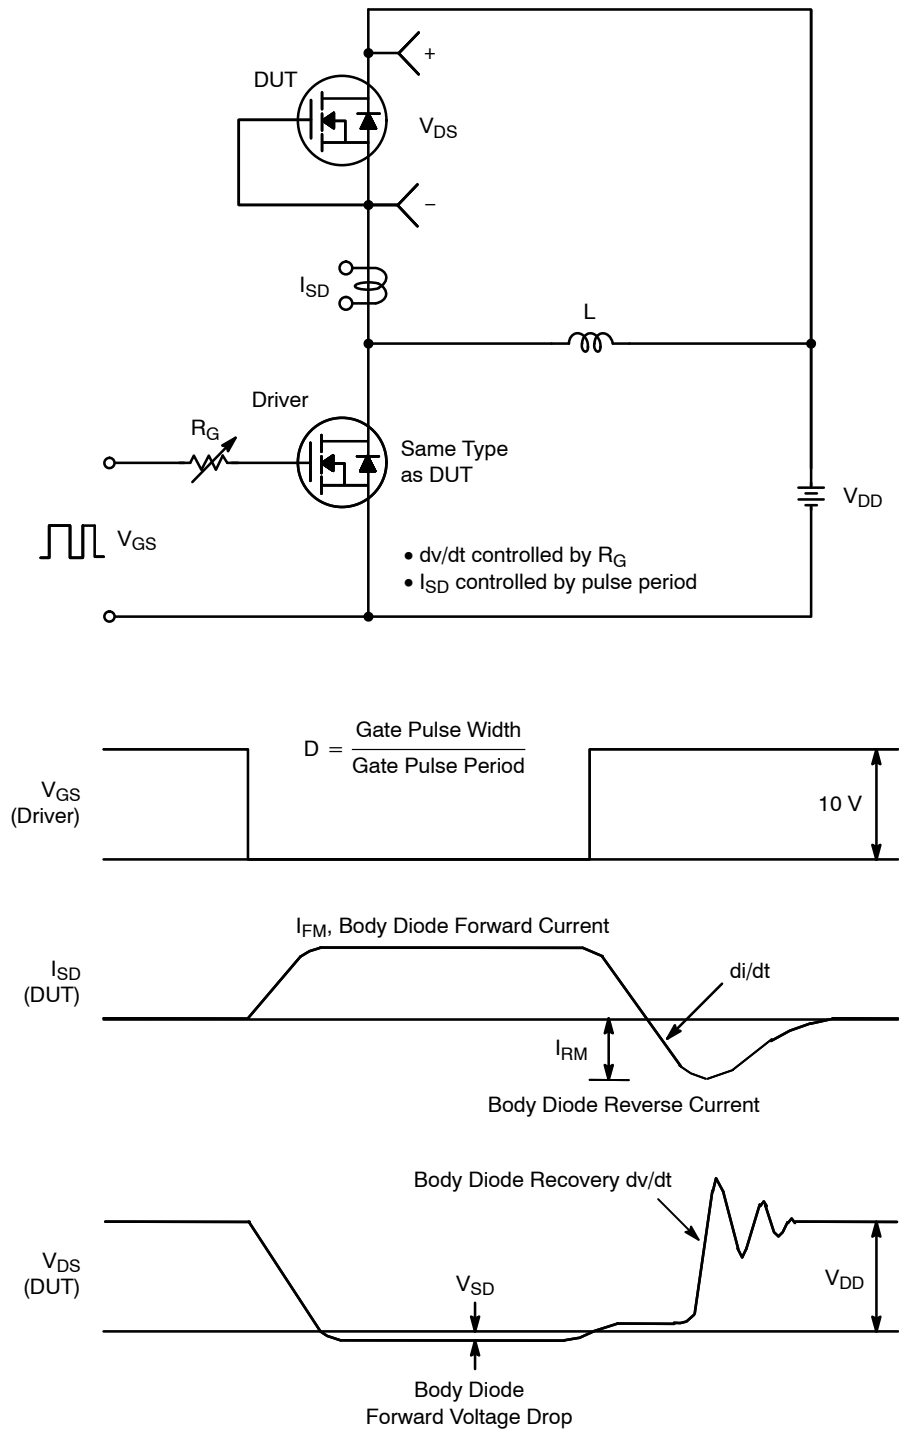 +
DUT
V_DS
−
I_SD
L
Driver
R_G
Same Type
as DUT
V_DD
V_GS
• dv/dt controlled by R_G
• I_SD controlled by pulse period
D = Gate Pulse Width
Gate Pulse Period
V_GS
(Driver)
10 V
I_FM, Body Diode Forward Current
I_SD
(DUT)
di/dt
I_RM
Body Diode Reverse Current
Body Diode Recovery dv/dt
V_DS
(DUT)
V_SD
V_DD
Body Diode
Forward Voltage Drop